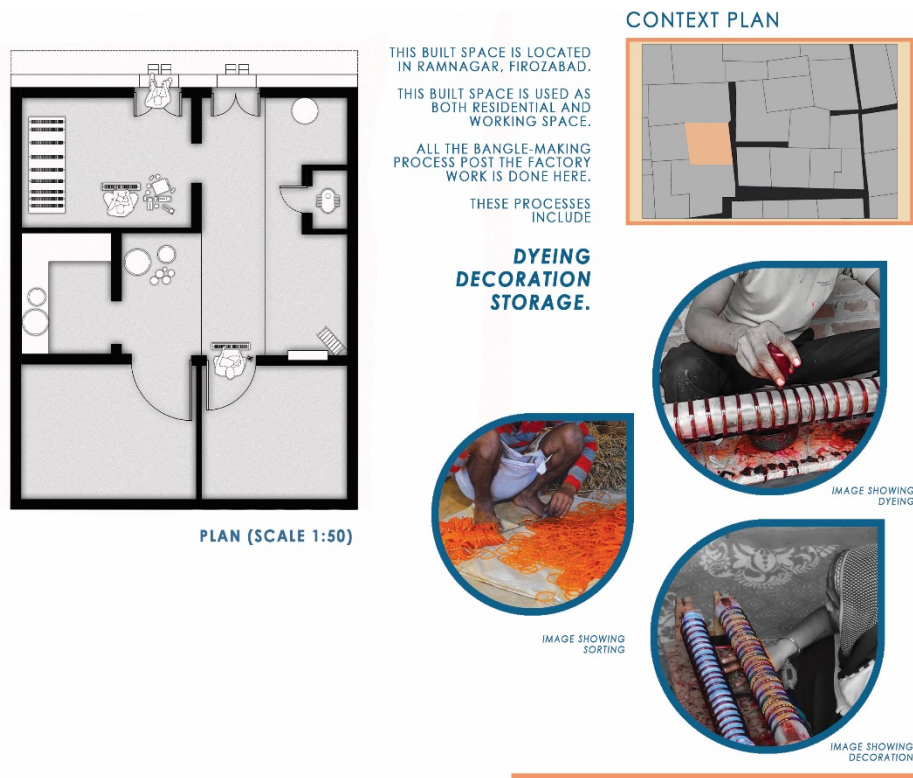 CONTEXT PLAN
THIS BUILT SPACE IS LOCATED
IN RAMNAGAR, FIROZABAD.
THIS BUILT SPACE IS USED AS
BOTH RESIDENTIAL AND
WORKING SPACE.
ALL THE BANGLE-MAKING
PROCESS POST THE FACTORY
WORK IS DONE HERE.
THESE PROCESSES
INCLUDE
DYEING
DECORATION
STORAGE.
PLAN (SCALE 1:50)
IMAGE SHOWING
DYEING
IMAGE SHOWING
SORTING
IMAGE SHOWING
DECORATION